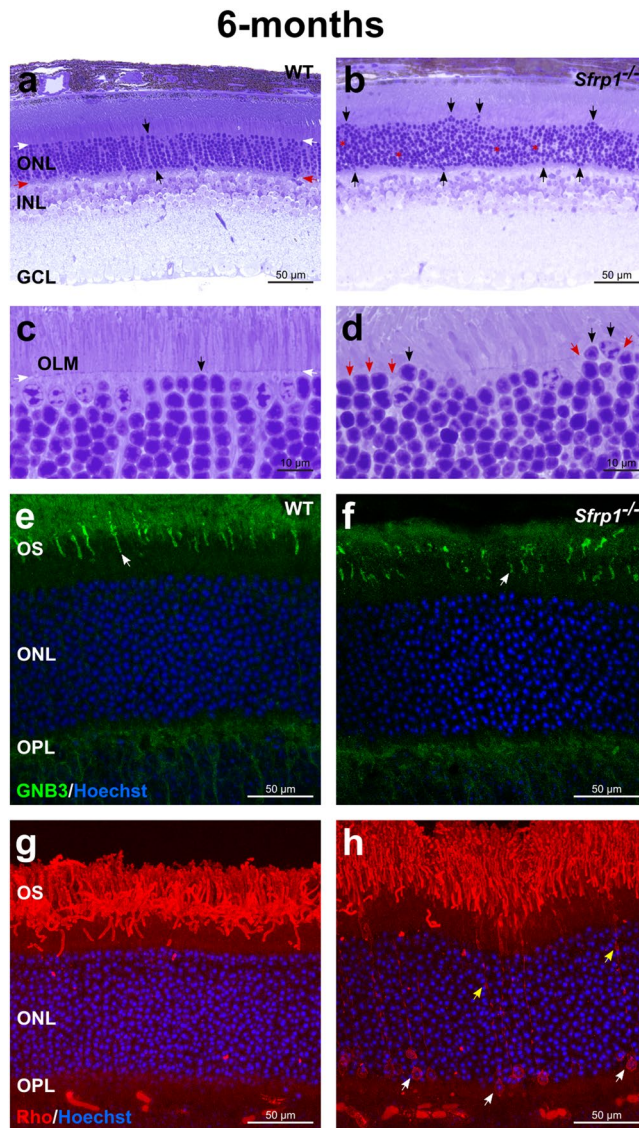 6-months
a WT
ONL
INL
GCL
50 µm
b Sfrp1-/-
50 µm
c
OLM
10 µm
d
10 µm
e WT
OS
ONL
OPL
GNB3/Hoechst
50 µm
f Sfrp1-/-
50 µm
g
OS
ONL
OPL
Rho/Hoechst
50 µm
h
50 µm